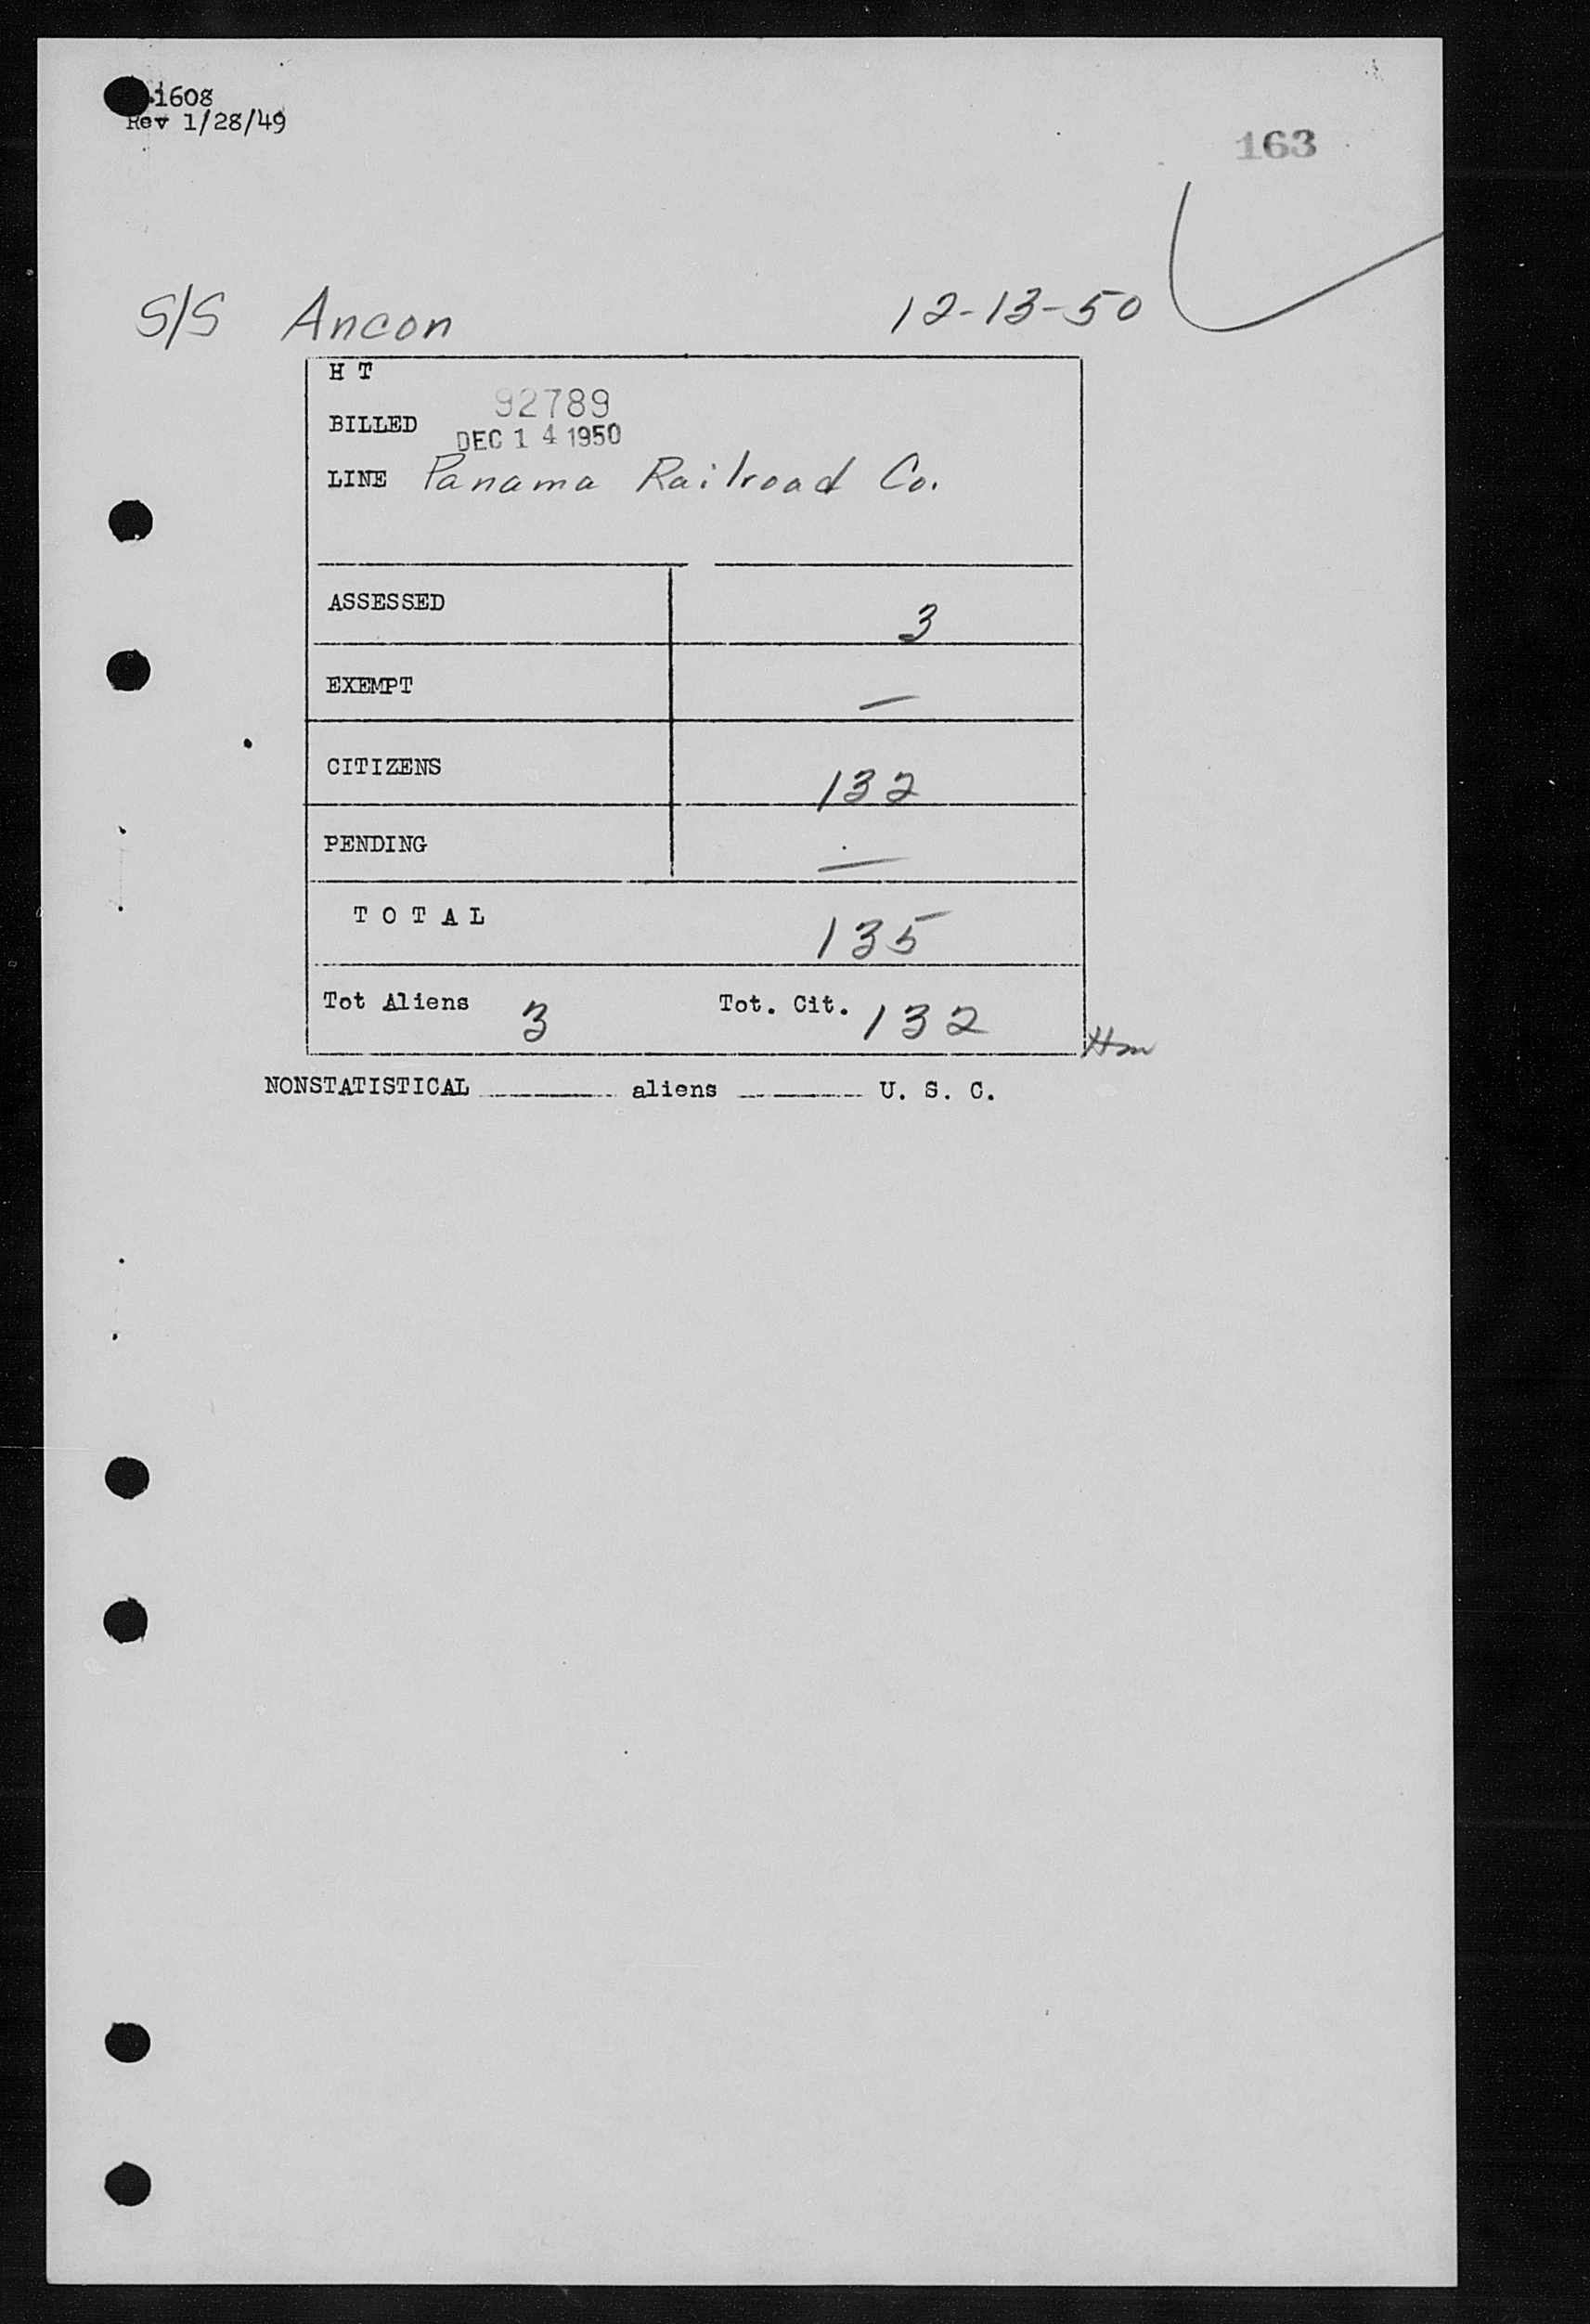 1608
Rev 1/28/49
163
S/S Ancon 12-13-50
H T
92789
BILLED
DEC 14 1950
LINE Panama Railroad Co.
ASSESSED 3
EXEMPT —
CITIZENS 132
PENDING —
T O T A L 135
Tot Aliens 3 Tot. Cit. 132
NONSTATISTICAL aliens U. S. C.